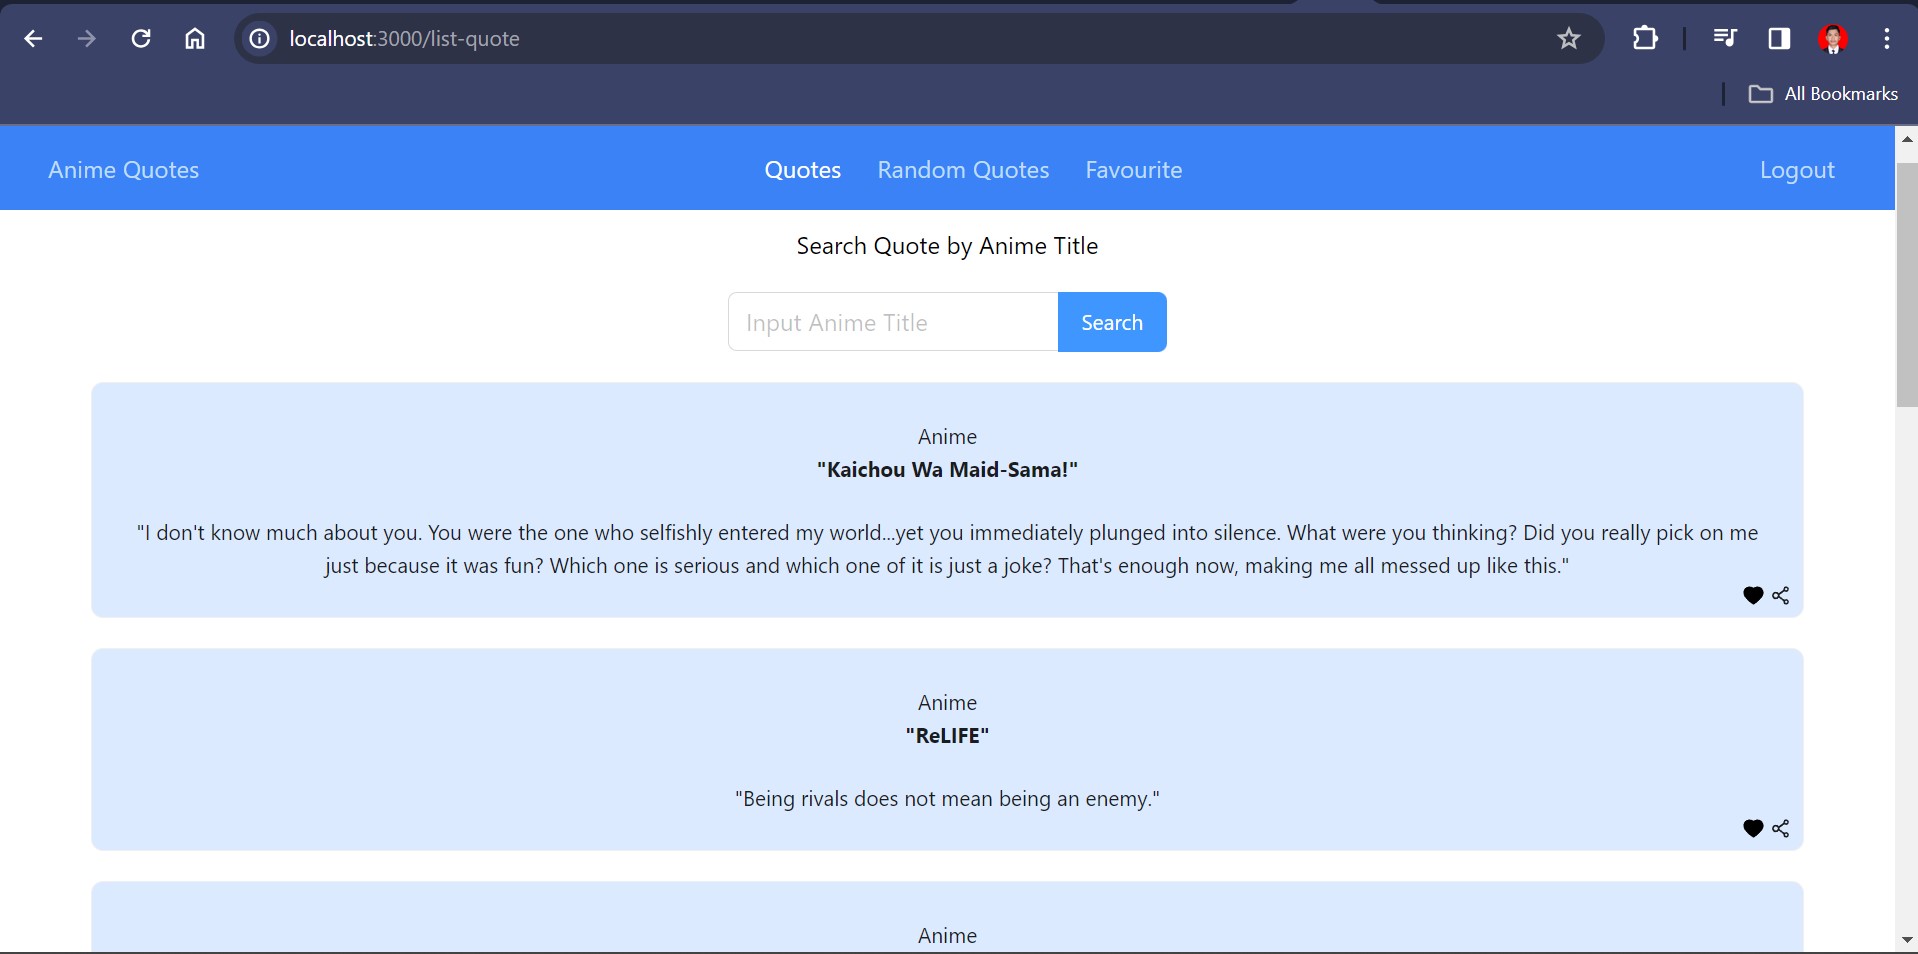 localhost:3000/list-quote
All Bookmarks
Anime Quotes
Quotes
Random Quotes
Favourite
Logout
Search Quote by Anime Title
Input Anime Title
Search
Anime
"Kaichou Wa Maid-Sama!"
"I don't know much about you. You were the one who selfishly entered my world...yet you immediately plunged into silence. What were you thinking? Did you really pick on me
just because it was fun? Which one is serious and which one of it is just a joke? That's enough now, making me all messed up like this."
Anime
"ReLIFE"
"Being rivals does not mean being an enemy."
Anime